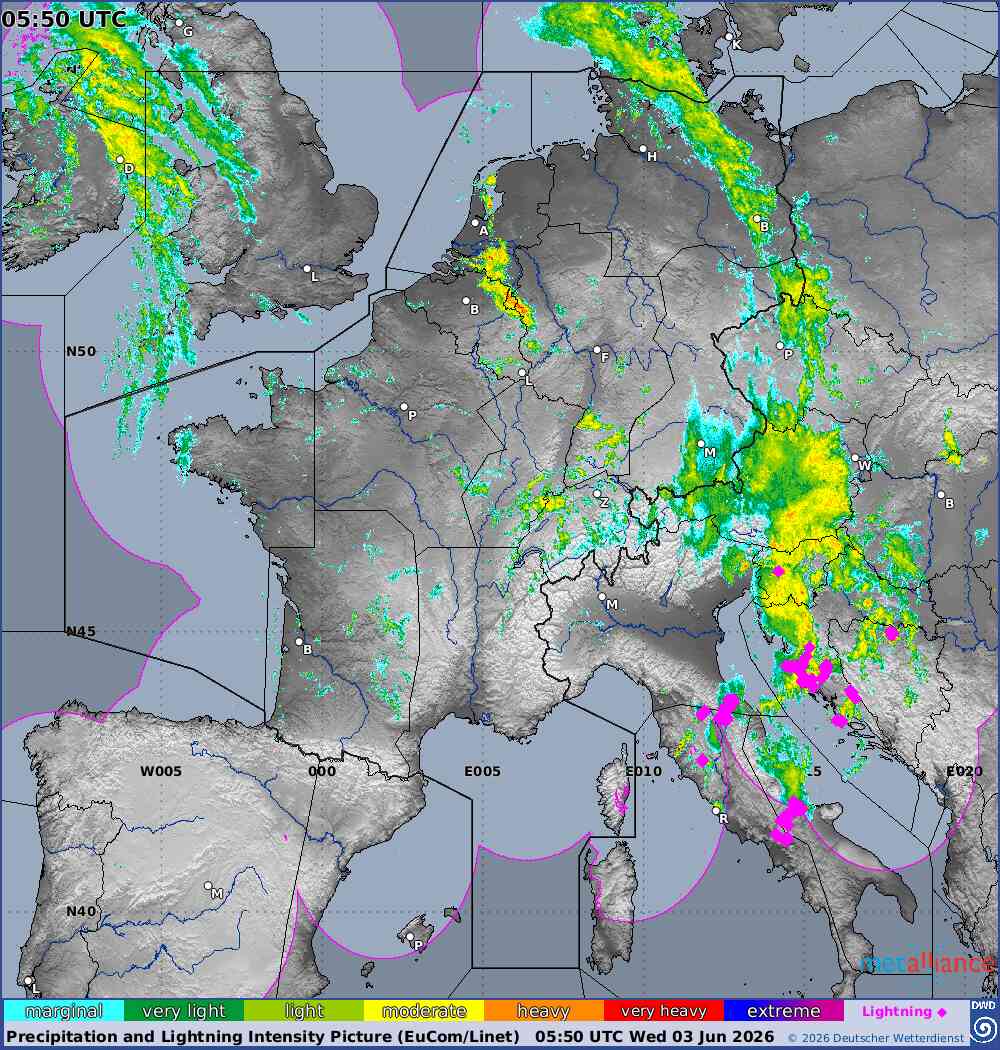 05:50 UTC
G
K
N
D
H
A
B
L
B
N50
F
P
P
L
M
W
B
Z
M
N45
B
W005
000
E005
E010
.5
E020
R
M
N40
P
metalliance
L
marginal very light light moderate heavy very heavy extreme Lightning ◆ DWD
Precipitation and Lightning Intensity Picture (EuCom/Linet) 05:50 UTC Wed 03 Jun 2026 © 2026 Deutscher Wetterdienst